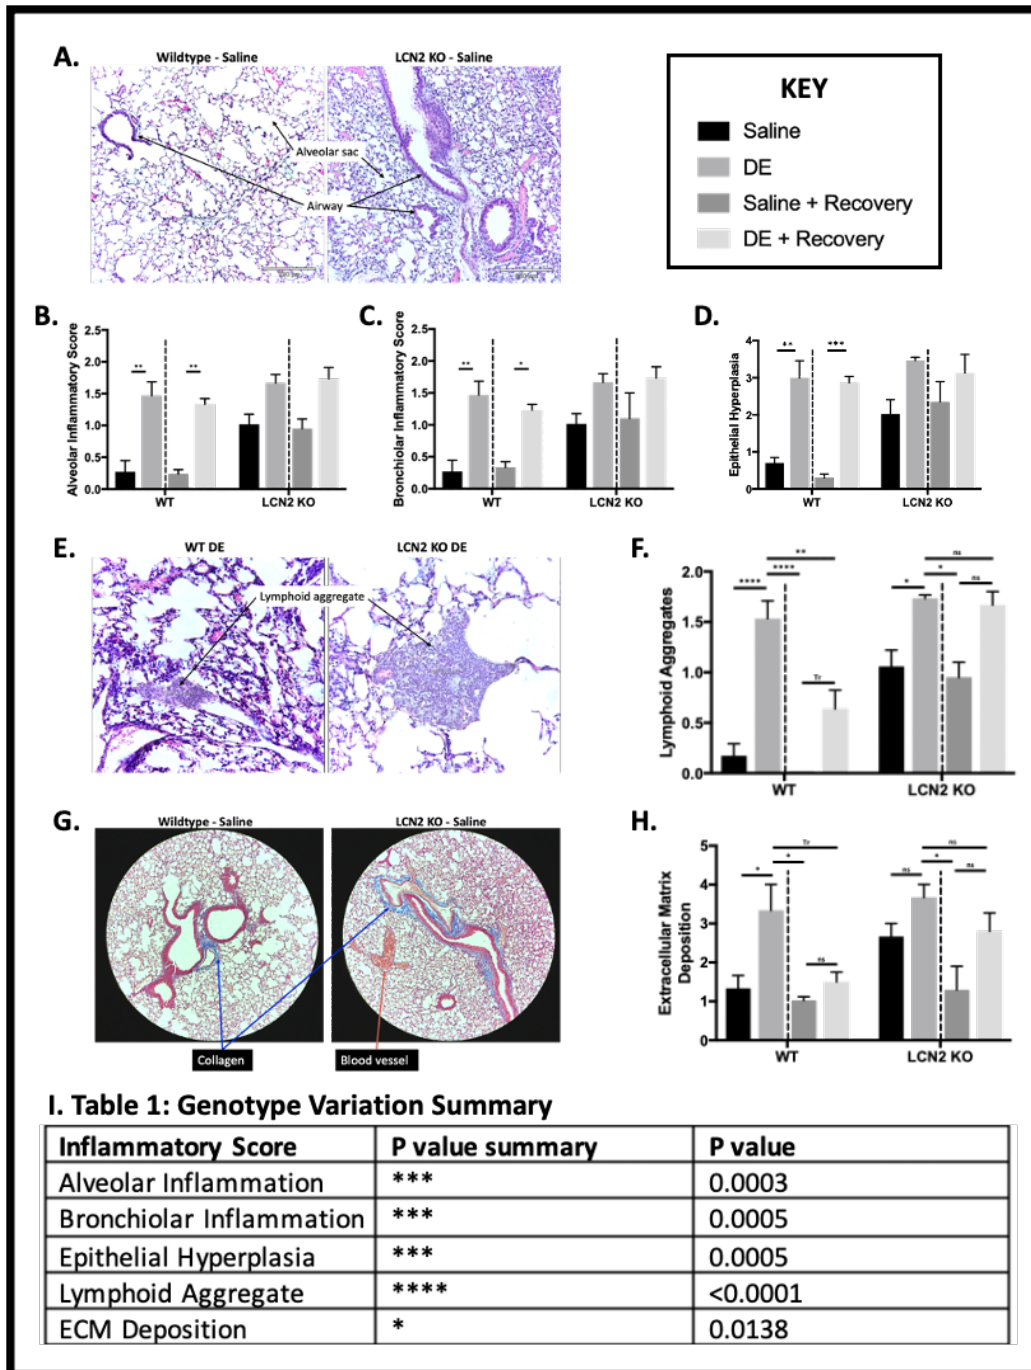 A.
Wildtype - Saline
LCN2 KO - Saline
Alveolar sac
Airway
KEY
Saline
DE
Saline + Recovery
DE + Recovery
B.
Alveolar Inflammatory Score
2.5
2.0
1.5
1.0
0.5
0.0
**
**
WT
LCN2 KO
C.
Bronchiolar Inflammatory Score
2.5
2.0
1.5
1.0
0.5
0.0
**
*
WT
LCN2 KO
D.
Epithelial Hyperplasia
4
3
2
1
0
**
***
WT
LCN2 KO
E.
WT DE
LCN2 KO DE
Lymphoid aggregate
F.
Lymphoid Aggregates
2.0
1.5
1.0
0.5
0.0
**
****
****
Tr
ns
*
*
ns
WT
LCN2 KO
G.
Wildtype - Saline
LCN2 KO - Saline
Collagen
Blood vessel
H.
Extracellular Matrix
Deposition
5
4
3
2
1
0
Tr
*
*
ns
ns
ns
*
ns
WT
LCN2 KO
I. Table 1: Genotype Variation Summary
Inflammatory Score P value summary P value
Alveolar Inflammation *** 0.0003
Bronchiolar Inflammation *** 0.0005
Epithelial Hyperplasia *** 0.0005
Lymphoid Aggregate **** <0.0001
ECM Deposition * 0.0138